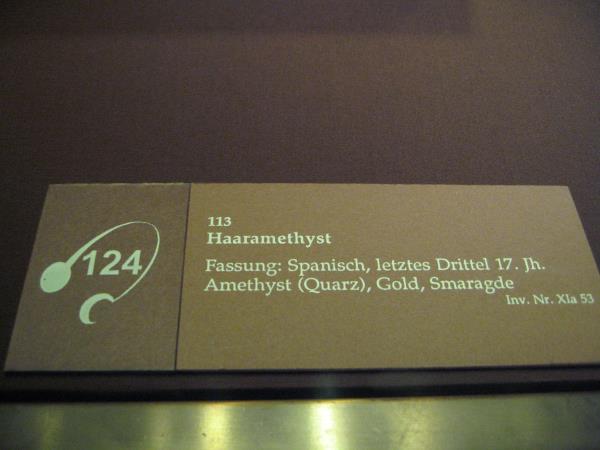 124
113
Haaramethyst
Fassung: Spanisch, letztes Drittel 17. Jh.
Amethyst (Quarz), Gold, Smaragde
Inv. Nr. XIa 53